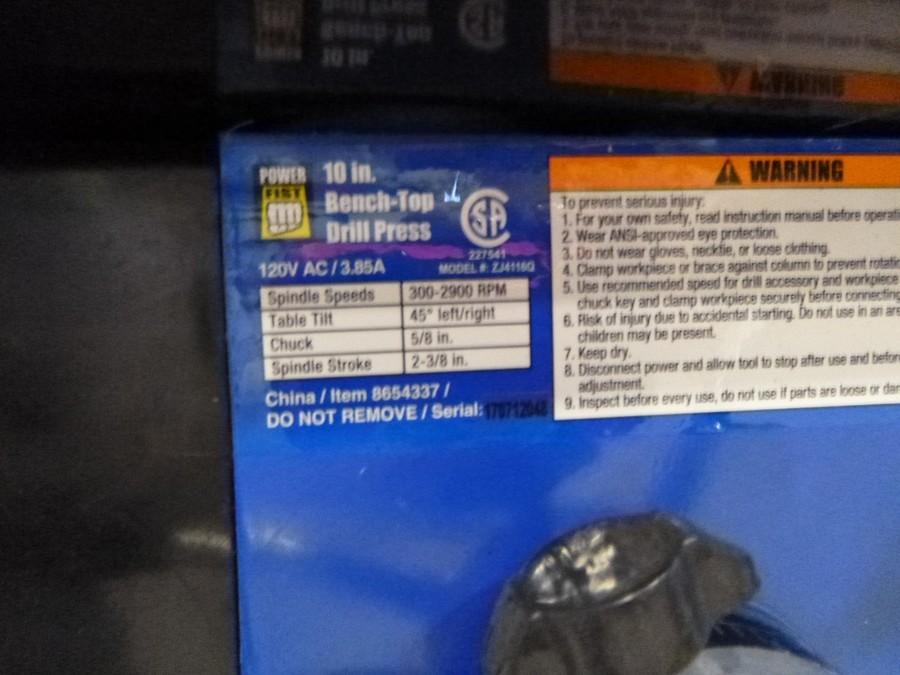 POWER
FIST
10 in.
Bench-Top
Drill Press
227541
120V AC / 3.85A
MODEL #: ZJ4116Q
Spindle Speeds 300-2900 RPM
Table Tilt 45° left/right
Chuck 5/8 in.
Spindle Stroke 2-3/8 in.
China / Item 8654337 /
DO NOT REMOVE / Serial:
WARNING
To prevent serious injury:
1. For your own safety, read instruction manual before operati
2. Wear ANSI-approved eye protection.
3. Do not wear gloves, necktie, or loose clothing.
4. Clamp workpiece or brace against column to prevent rotatio
5. Use recommended speed for drill accessory and workpiece
chuck key and clamp workpiece securely before connecting
6. Risk of injury due to accidental starting. Do not use in an are
children may be present.
7. Keep dry.
8. Disconnect power and allow tool to stop after use and before
adjustment.
9. Inspect before every use, do not use if parts are loose or dam